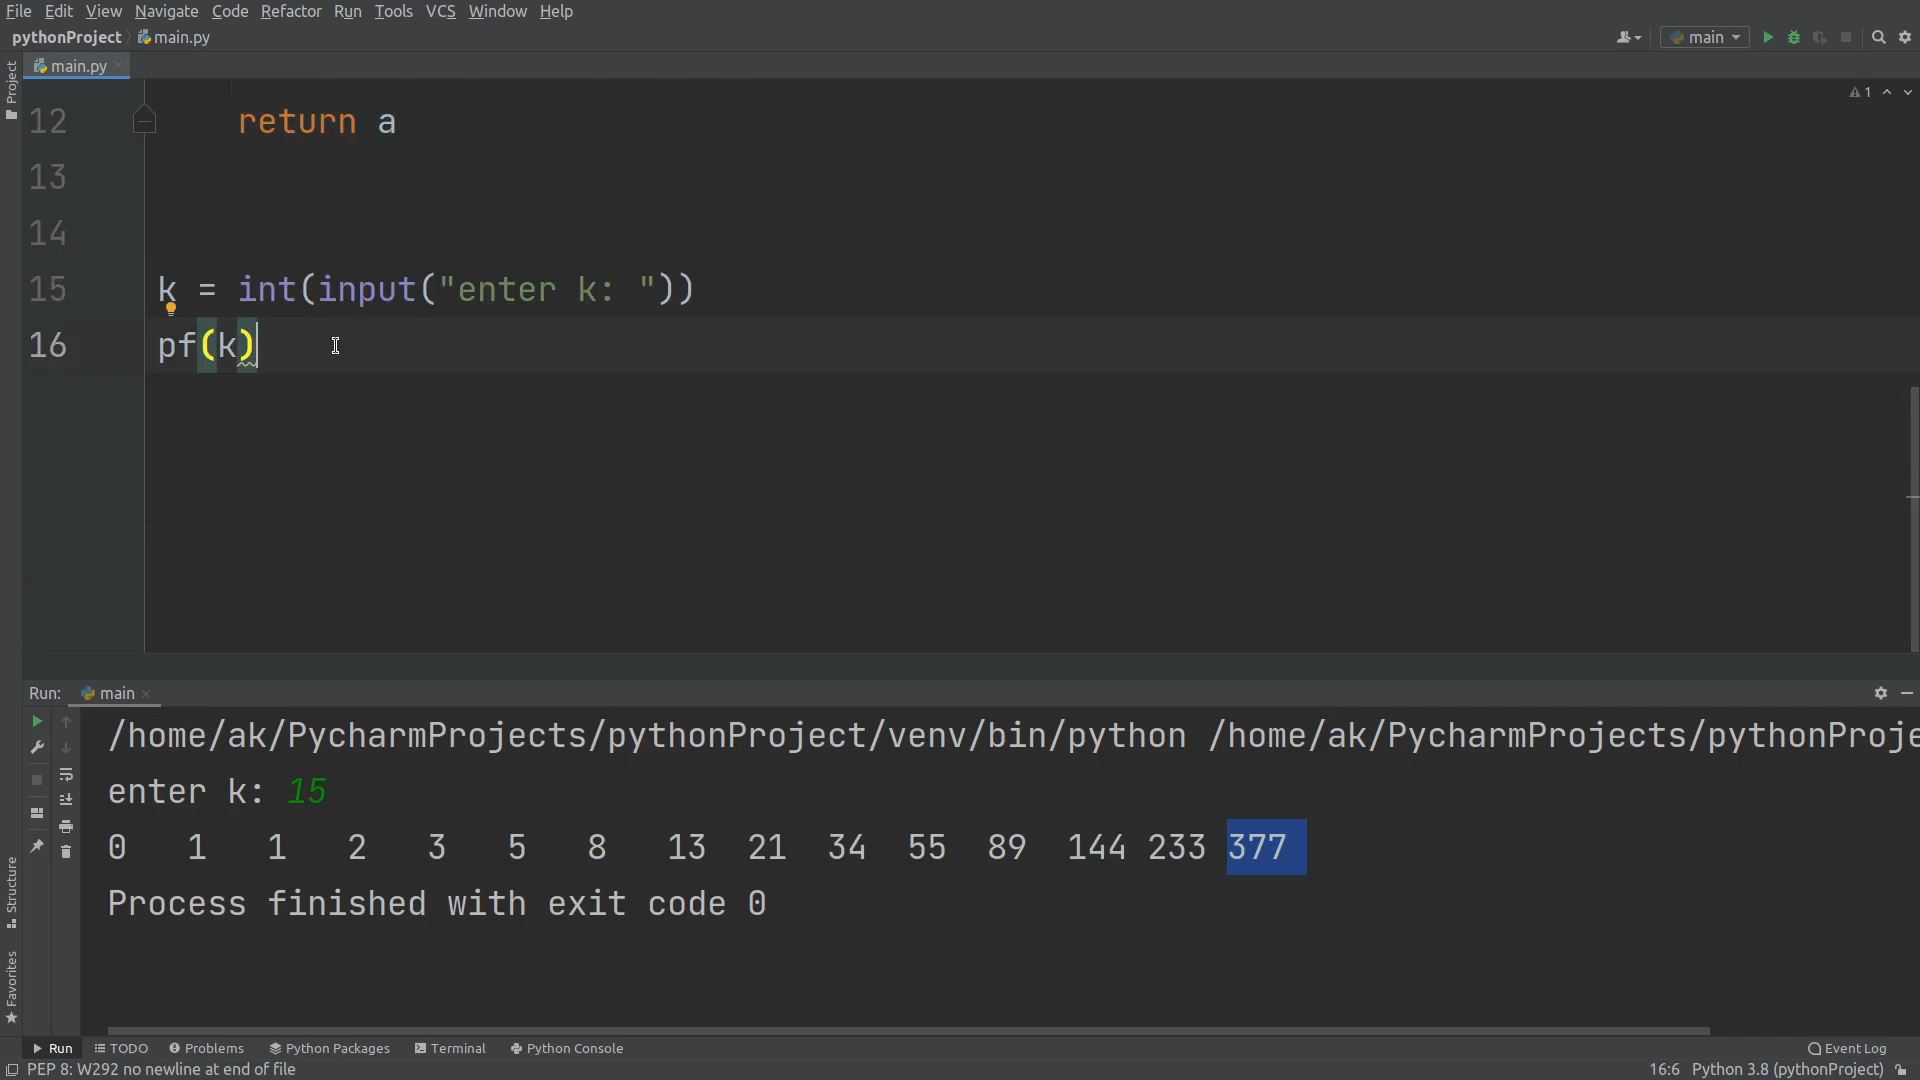 File Edit View Navigate Code Refactor Run Tools VCS Window Help
pythonProject main.py main
Project
main.py
1
12 return a
13
14
15 k = int(input("enter k: "))
16 pf(k)
Run: main
/home/ak/PycharmProjects/pythonProject/venv/bin/python /home/ak/PycharmProjects/pythonProje
enter k: 15
0 1 1 2 3 5 8 13 21 34 55 89 144 233 377
Process finished with exit code 0
Structure
Favorites
Run TODO Problems Python Packages Terminal Python Console Event Log
PEP 8: W292 no newline at end of file 16:6 Python 3.8 (pythonProject)